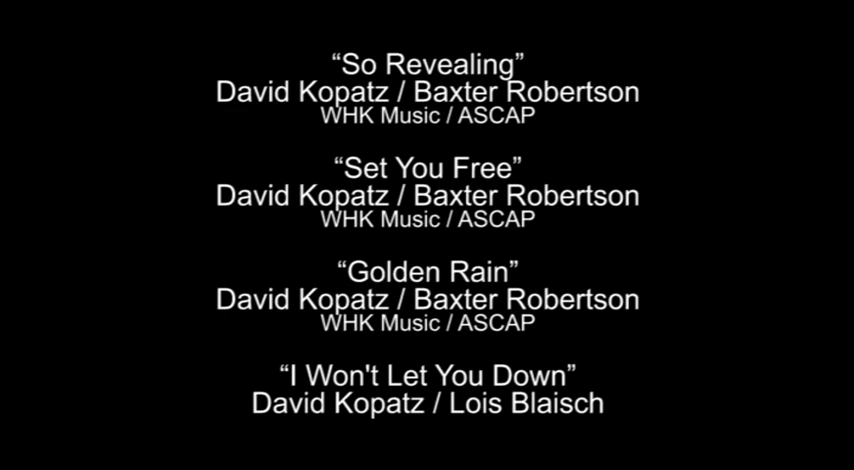 “So Revealing”
David Kopatz / Baxter Robertson
WHK Music / ASCAP
“Set You Free”
David Kopatz / Baxter Robertson
WHK Music / ASCAP
“Golden Rain”
David Kopatz / Baxter Robertson
WHK Music / ASCAP
“I Won't Let You Down”
David Kopatz / Lois Blaisch